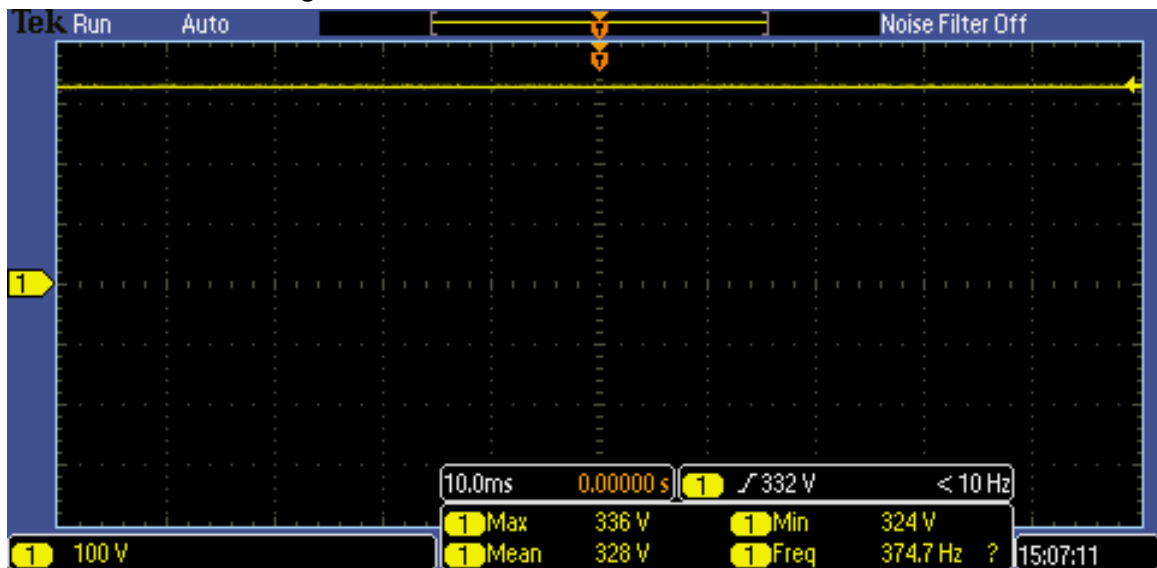 Tek Run Auto Noise Filter Off
1
10.0ms 0.00000 s 1 332 V < 10 Hz
1 Max 336 V 1 Min 324 V
1 100 V 1 Mean 328 V 1 Freq 374.7 Hz ? 15:07:11